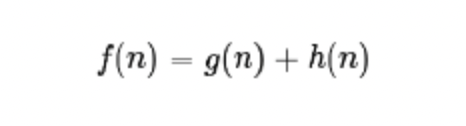 f(n) = g(n) + h(n)